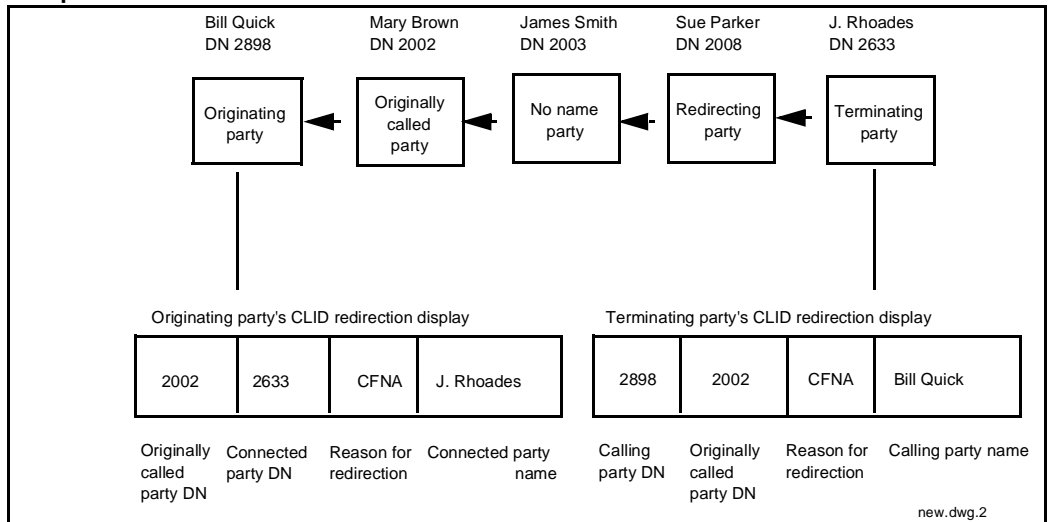 Bill Quick
DN 2898
Mary Brown
DN 2002
James Smith
DN 2003
Sue Parker
DN 2008
J. Rhoades
DN 2633
Originating
party
Originally
called
party
No name
party
Redirecting
party
Terminating
party
Originating party's CLID redirection display
2002
2633
CFNA
J. Rhoades
Originally
called
party DN
Connected
party DN
Reason for
redirection
Connected party
name
Terminating party's CLID redirection display
2898
2002
CFNA
Bill Quick
Calling
party DN
Originally
called
party DN
Reason for
redirection
Calling party name
new.dwg.2